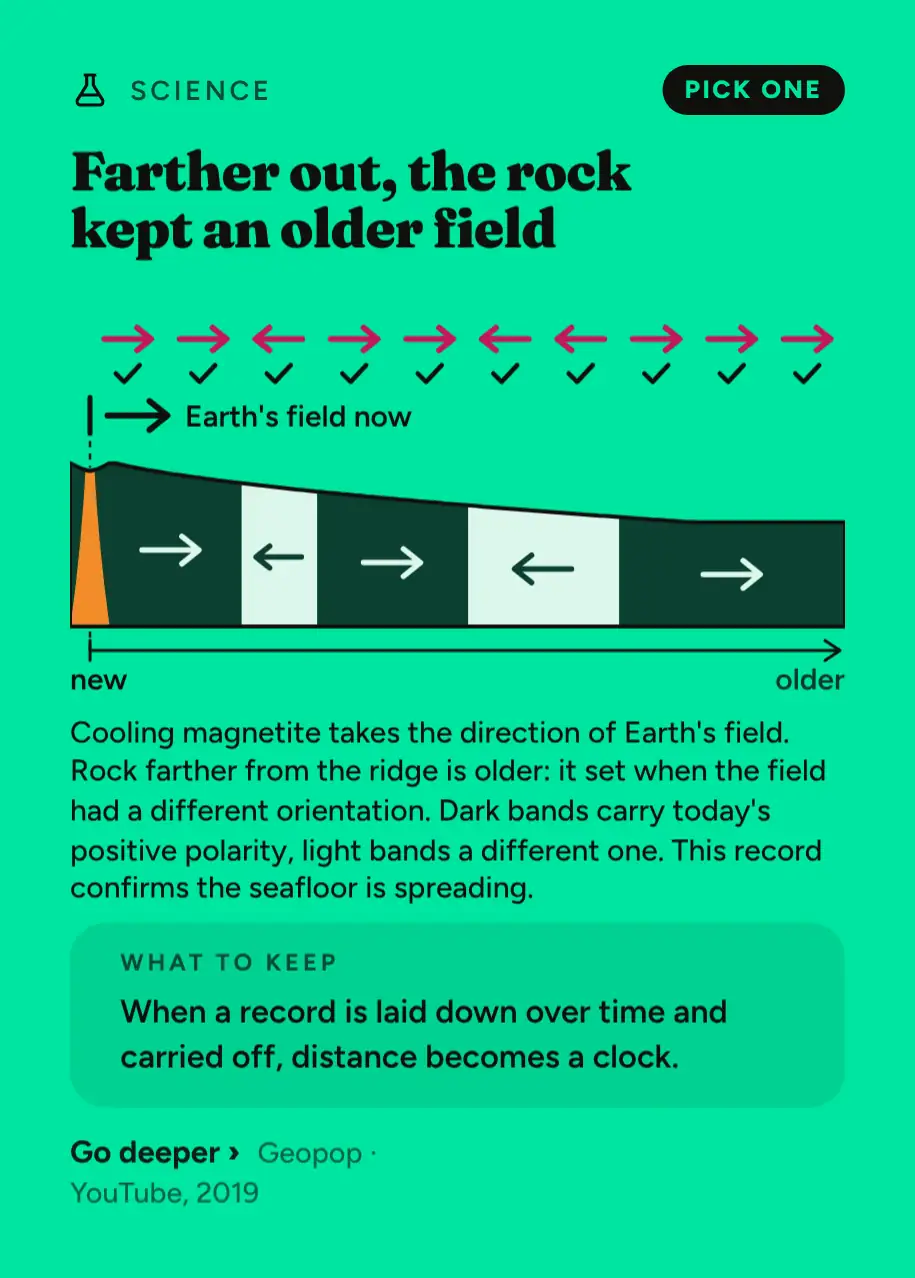 SCIENCE
PICK ONE
Farther out, the rock
kept an older field
Earth's field now
new
older
Cooling magnetite takes the direction of Earth's field.
Rock farther from the ridge is older: it set when the field
had a different orientation. Dark bands carry today's
positive polarity, light bands a different one. This record
confirms the seafloor is spreading.
WHAT TO KEEP
When a record is laid down over time and
carried off, distance becomes a clock.
Go deeper › Geopop ·
YouTube, 2019